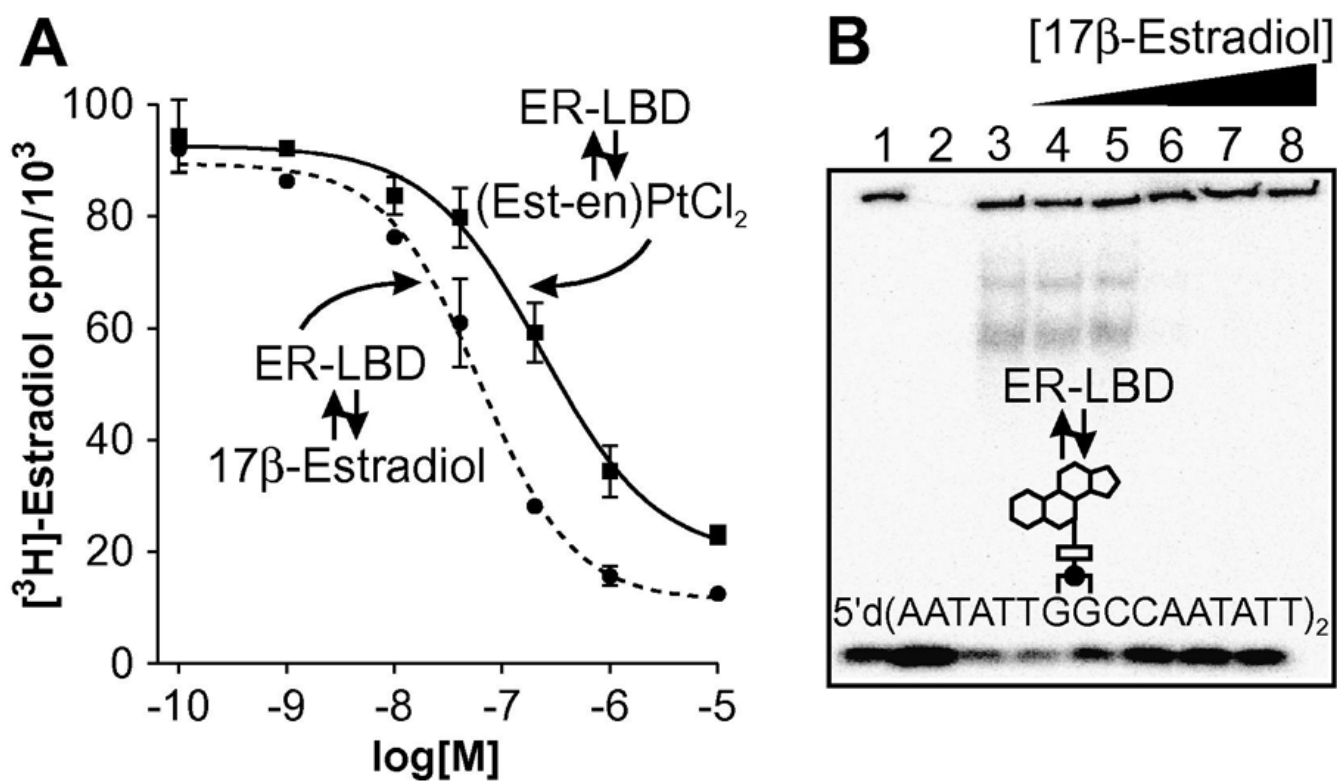 A
[³H]-Estradiol cpm/10³
100
80
60
40
20
0
-10 -9 -8 -7 -6 -5
log[M]
ER-LBD
(Est-en)PtCl₂
ER-LBD
17β-Estradiol
B
[17β-Estradiol]
1 2 3 4 5 6 7 8
ER-LBD
5'd(AATATTGGCCAATATT)₂